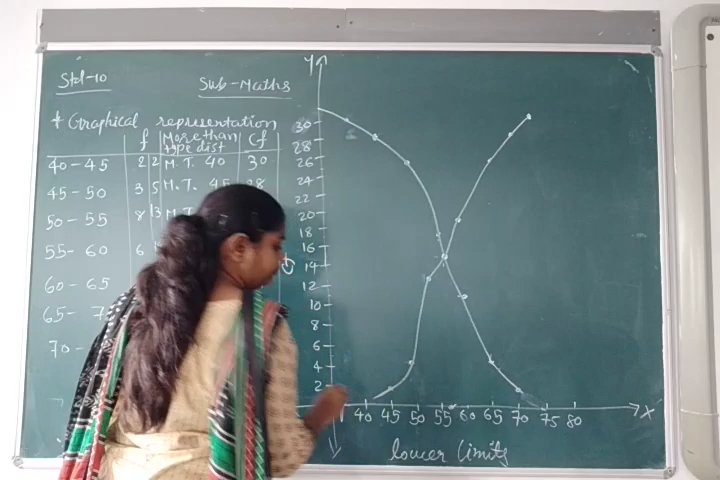 Std-10 Sub-Maths
* Graphical representation
f More than type dist Cf
40 - 45 2 2 M.T. 40 30
45 - 50 3 5 M.T. 45 28
50 - 55 8 13 M.T.
55 - 60 6
60 - 65
65 - 7
70 -
Y
30
28
26
24
22
20
18
16
14
12
10
8
6
4
2
40 45 50 55 60 65 70 75 80 X
lower limits